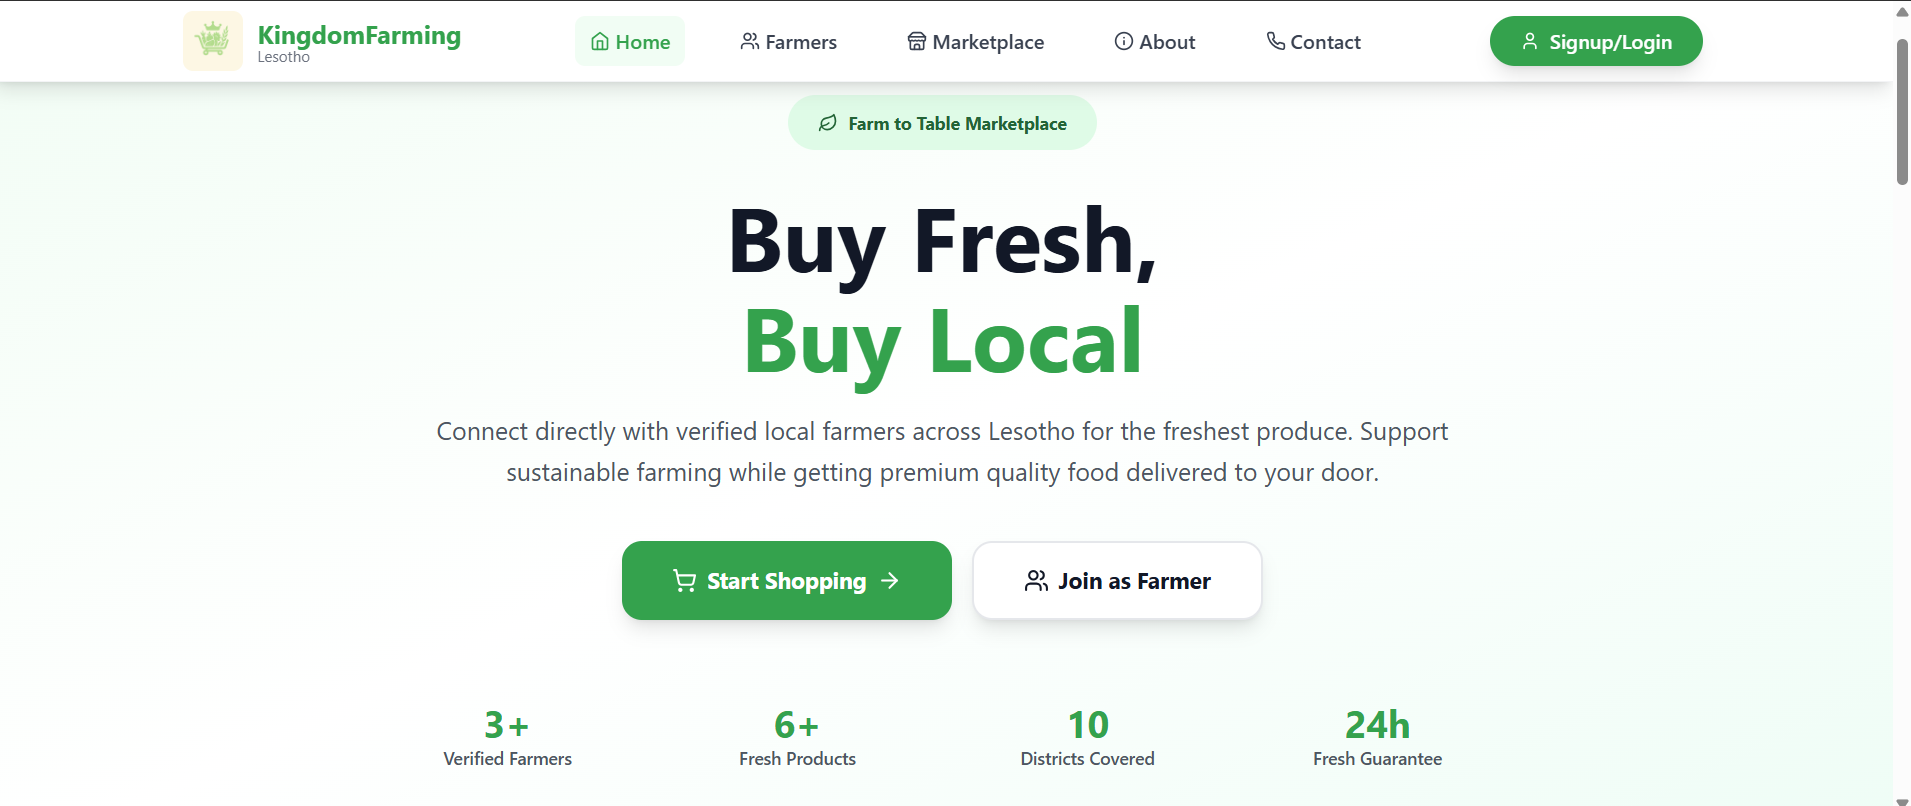 KingdomFarming
Lesotho
Home
Farmers
Marketplace
About
Contact
Signup/Login
Farm to Table Marketplace
Buy Fresh,
Buy Local
Connect directly with verified local farmers across Lesotho for the freshest produce. Support
sustainable farming while getting premium quality food delivered to your door.
Start Shopping
Join as Farmer
3+
Verified Farmers
6+
Fresh Products
10
Districts Covered
24h
Fresh Guarantee